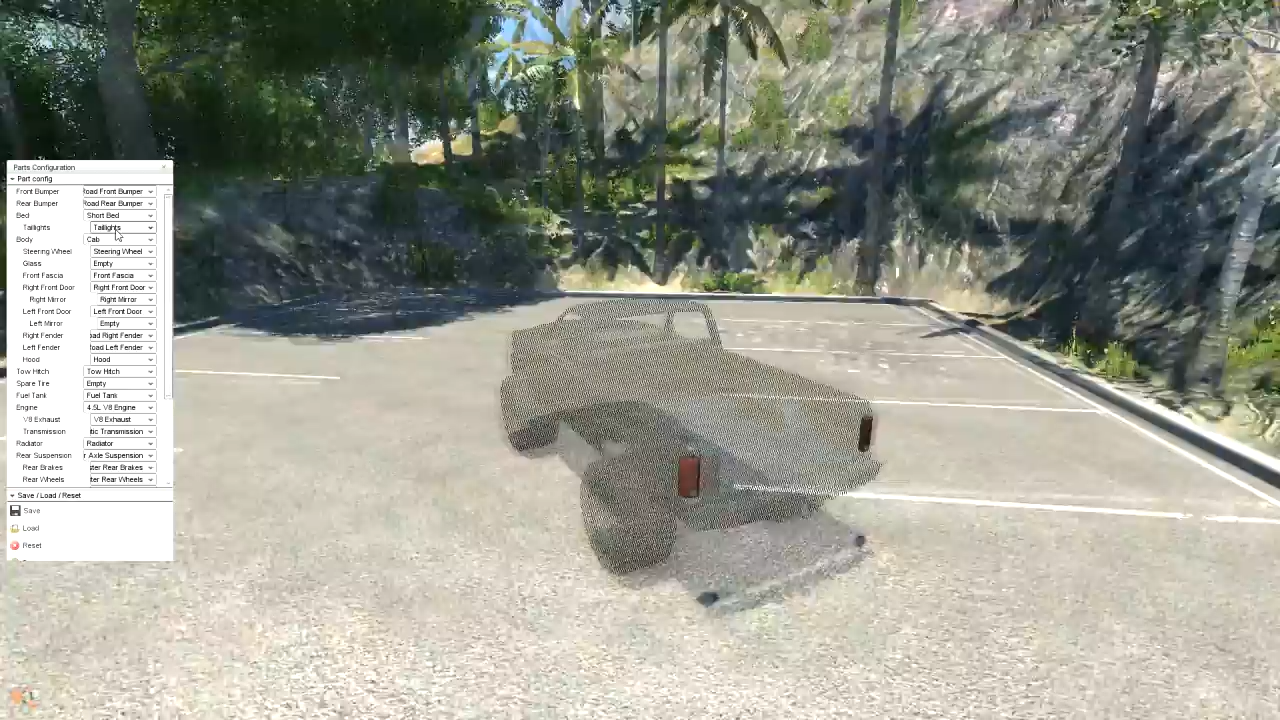 Parts Configuration
Part config
Front Bumper road Front Bumper
Rear Bumper Road Rear Bumper
Bed Short Bed
Taillights Taillights
Body Cab
Steering Wheel Steering Wheel
Glass Empty
Front Fascia Front Fascia
Right Front Door Right Front Door
Right Mirror Right Mirror
Left Front Door Left Front Door
Left Mirror Empty
Right Fender oad Right Fender
Left Fender road Left Fender
Hood Hood
Tow Hitch Tow Hitch
Spare Tire Empty
Fuel Tank Fuel Tank
Engine 4.5L V8 Engine
V8 Exhaust V8 Exhaust
Transmission tic Transmission
Radiator Radiator
Rear Suspension r Axle Suspension
Rear Brakes ster Rear Brakes
Rear Wheels ter Rear Wheels
Save / Load / Reset
Save
Load
Reset